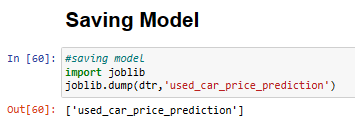 Saving Model
In [60]: #saving model
import joblib
joblib.dump(dtr,'used_car_price_prediction')
Out[60]: ['used_car_price_prediction']